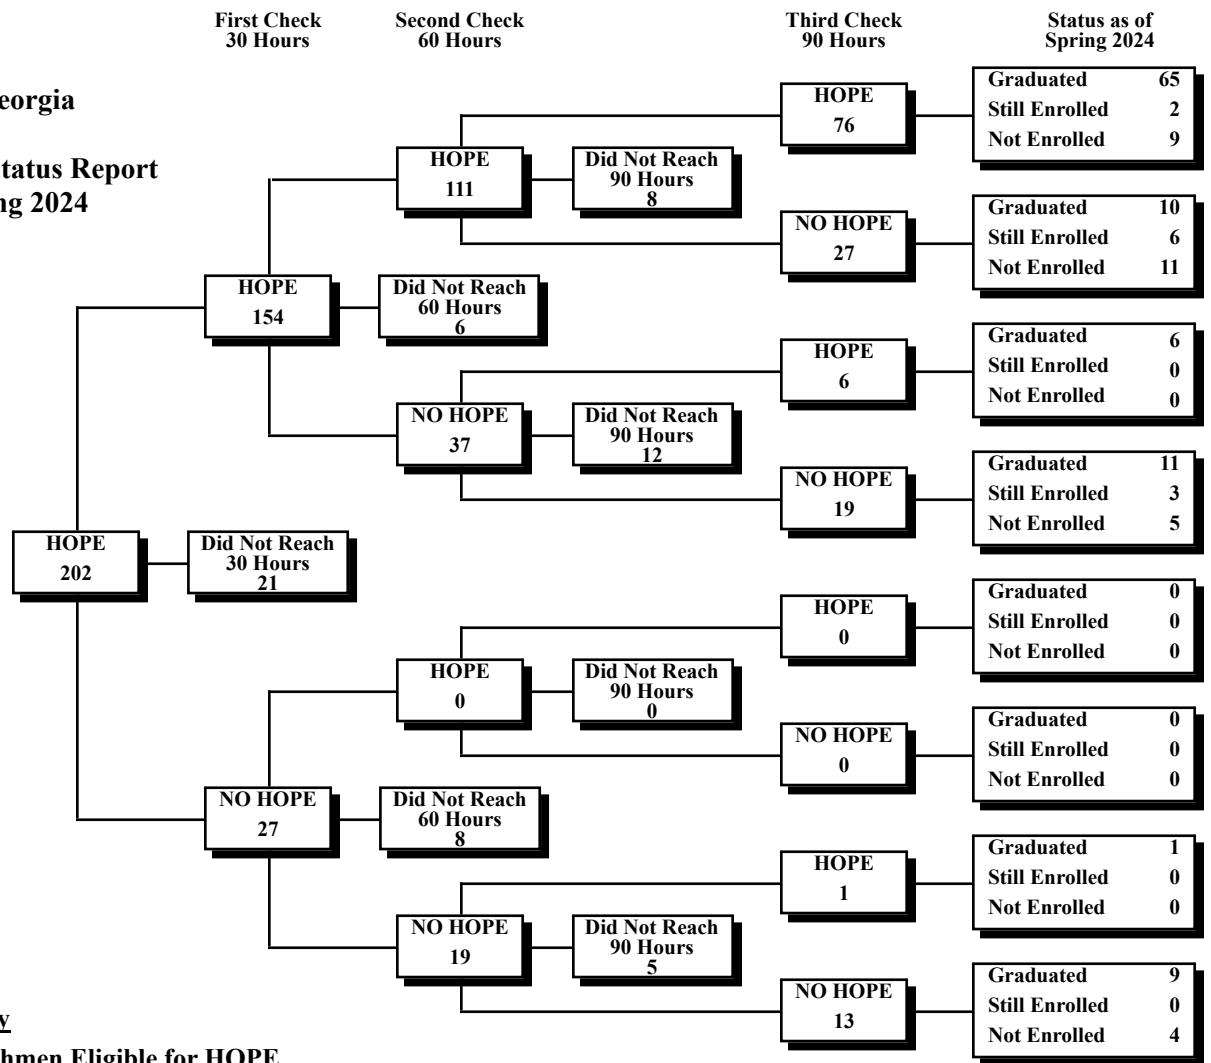 First Check
30 Hours
Second Check
60 Hours
Third Check
90 Hours
Status as of
Spring 2024
eorgia
tatus Report
ng 2024
HOPE
202
Did Not Reach
30 Hours
21
HOPE
154
Did Not Reach
60 Hours
6
NO HOPE
27
Did Not Reach
60 Hours
8
HOPE
111
Did Not Reach
90 Hours
8
NO HOPE
37
Did Not Reach
90 Hours
12
HOPE
0
Did Not Reach
90 Hours
0
NO HOPE
19
Did Not Reach
90 Hours
5
HOPE
76
Graduated 65
Still Enrolled 2
Not Enrolled 9
NO HOPE
27
Graduated 10
Still Enrolled 6
Not Enrolled 11
HOPE
6
Graduated 6
Still Enrolled 0
Not Enrolled 0
NO HOPE
19
Graduated 11
Still Enrolled 3
Not Enrolled 5
HOPE
0
Graduated 0
Still Enrolled 0
Not Enrolled 0
NO HOPE
0
Graduated 0
Still Enrolled 0
Not Enrolled 0
HOPE
1
Graduated 1
Still Enrolled 0
Not Enrolled 0
NO HOPE
13
Graduated 9
Still Enrolled 0
Not Enrolled 4
y
hmen Eligible for HOPE